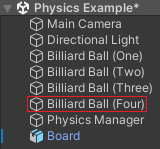 Physics Example*
Main Camera
Directional Light
Billiard Ball (One)
Billiard Ball (Two)
Billiard Ball (Three)
Billiard Ball (Four)
Physics Manager
Board